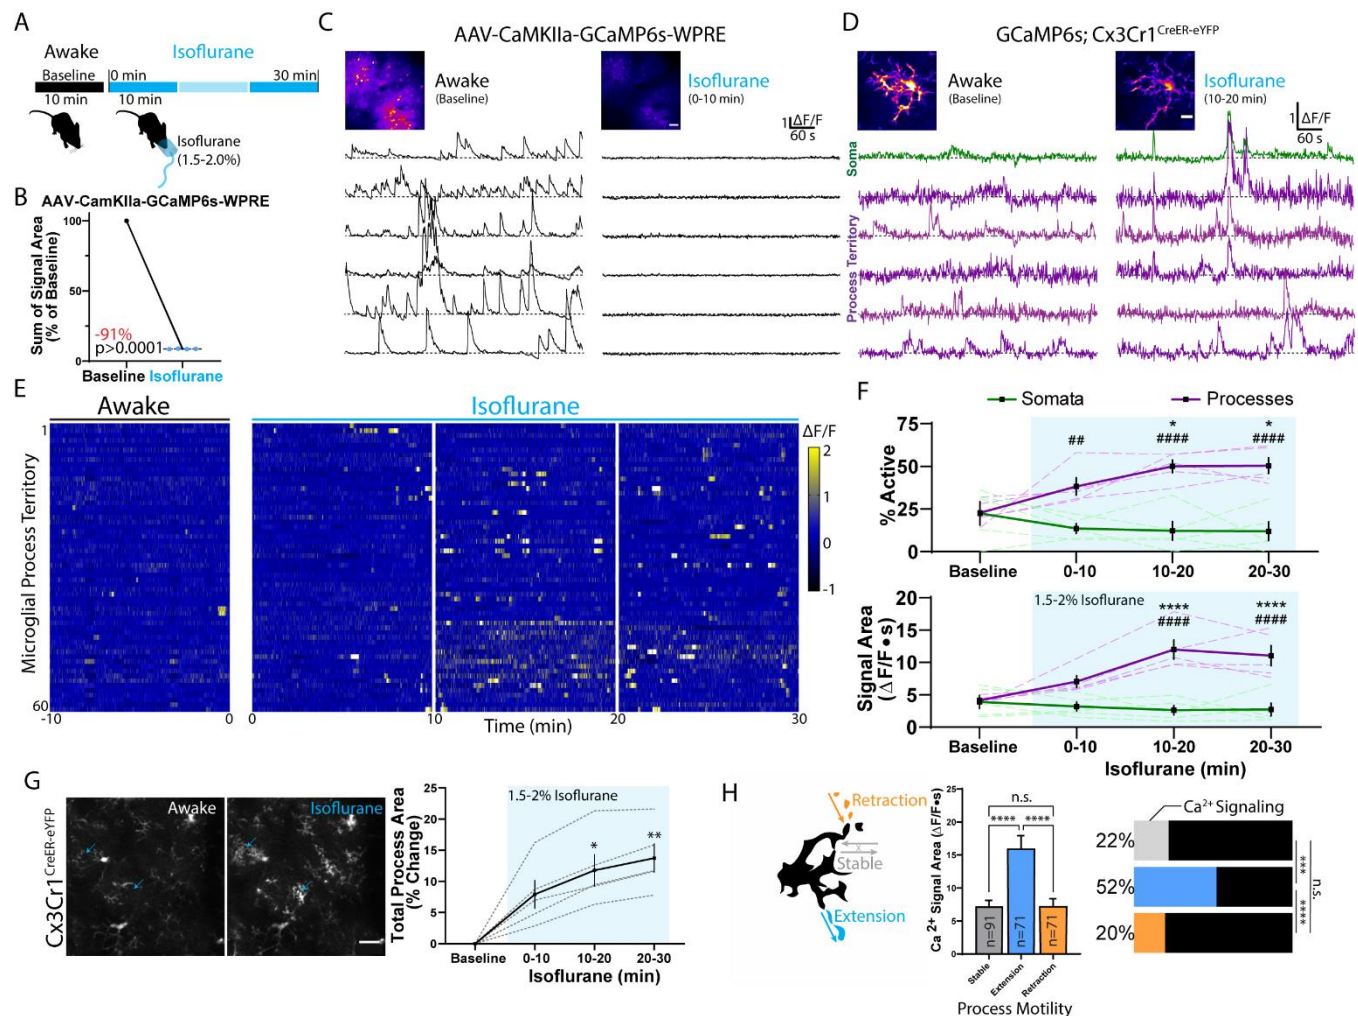 A
Awake
Isoflurane
Baseline
0 min
30 min
10 min
10 min
Isoflurane
(1.5-2.0%)
B
AAV-CamKIIa-GCaMP6s-WPRE
Sum of Signal Area
(% of Baseline)
100
50
0
-91%
p>0.0001
Baseline Isoflurane
C
AAV-CaMKIIa-GCaMP6s-WPRE
Awake
(Baseline)
Isoflurane
(0-10 min)
1 ΔF/F
60 s
D
GCaMP6s; Cx3Cr1CreER-eYFP
Awake
(Baseline)
Isoflurane
(10-20 min)
1 ΔF/F
60 s
Soma
Process Territory
E
Awake
Isoflurane
Microglial Process Territory
1
60
-10
0
0
10
20
30
Time (min)
ΔF/F
2
1
0
-1
F
Somata
Processes
% Active
75
50
25
0
##
*
####
*
####
Baseline
0-10
10-20
20-30
1.5-2% Isoflurane
Signal Area
(ΔF/F•s)
20
15
10
5
0
****
####
****
####
Baseline
0-10
10-20
20-30
Isoflurane (min)
G
Cx3Cr1CreER-eYFP
Awake
Isoflurane
Total Process Area
(% Change)
25
20
15
10
5
0
1.5-2% Isoflurane
*
**
Baseline
0-10
10-20
20-30
Isoflurane (min)
H
Retraction
Stable
Extension
Ca2+ Signal Area (ΔF/F•s)
20
15
10
5
0
n.s.
****
****
n=91
n=71
n=71
Stable
Extension
Retraction
Process Motility
Ca2+ Signaling
22%
52%
20%
***
****
n.s.